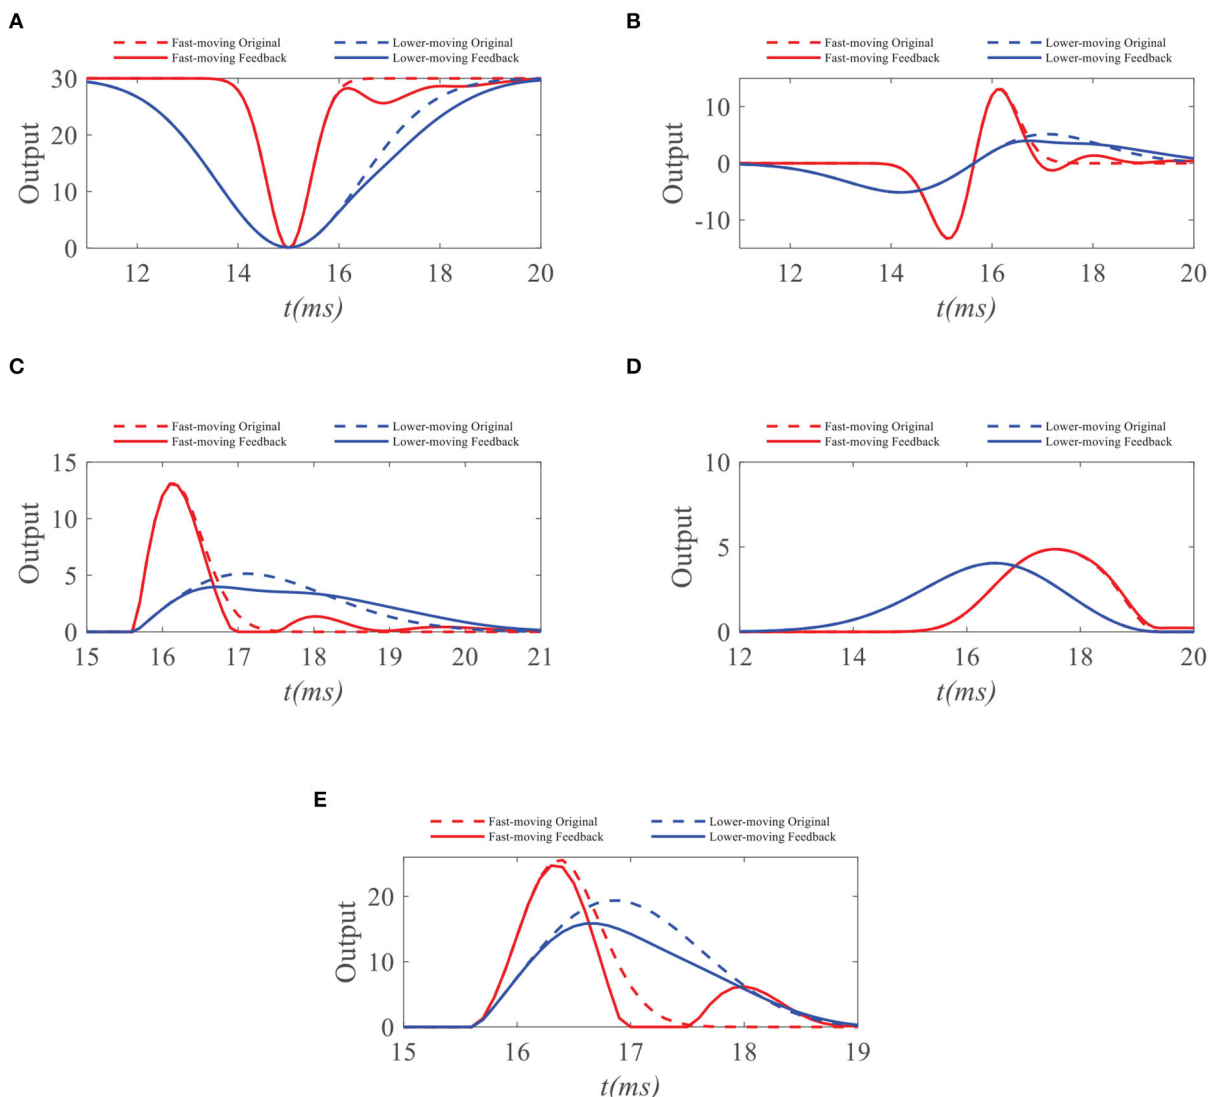 A
Fast-moving Original
Fast-moving Feedback
Lower-moving Original
Lower-moving Feedback
Output
30
20
10
0
12 14 16 18 20
t(ms)
B
Fast-moving Original
Fast-moving Feedback
Lower-moving Original
Lower-moving Feedback
Output
10
0
-10
12 14 16 18 20
t(ms)
C
Fast-moving Original
Fast-moving Feedback
Lower-moving Original
Lower-moving Feedback
Output
15
10
5
0
15 16 17 18 19 20 21
t(ms)
D
Fast-moving Original
Fast-moving Feedback
Lower-moving Original
Lower-moving Feedback
Output
10
5
0
12 14 16 18 20
t(ms)
E
Fast-moving Original
Fast-moving Feedback
Lower-moving Original
Lower-moving Feedback
Output
20
10
0
15 16 17 18 19
t(ms)